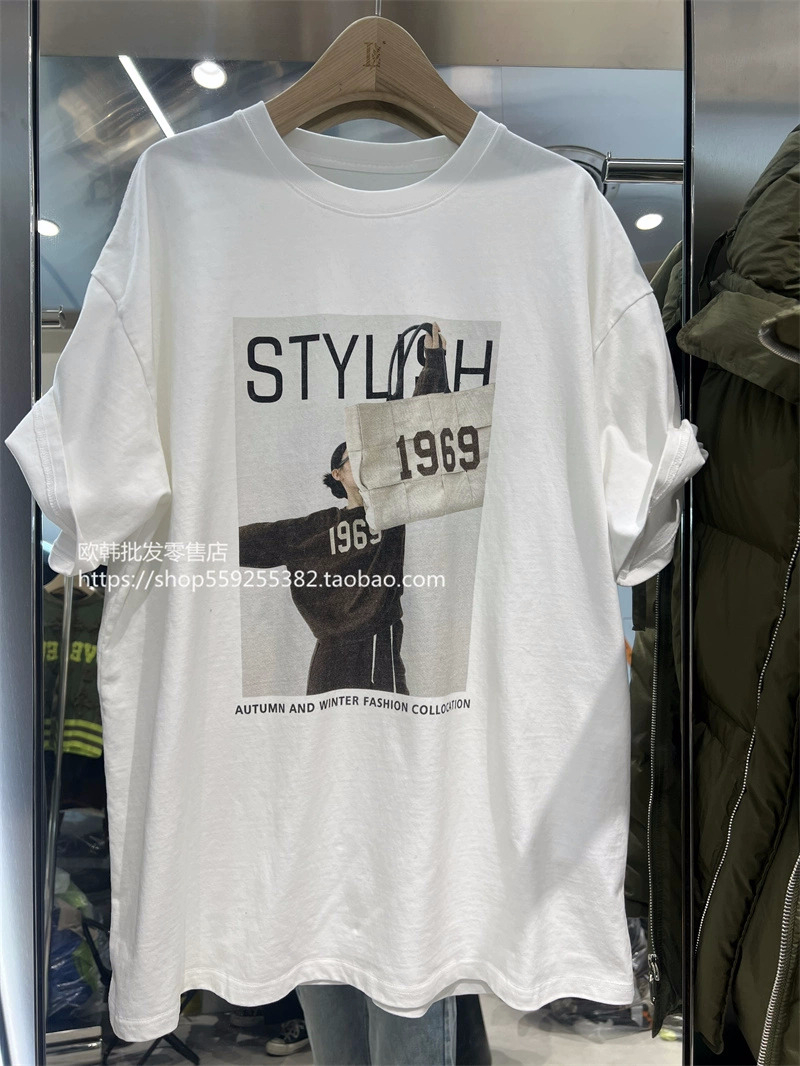 STYLISH
1969
1969
欧韩批发零售店
https://shop559255382.taobao.com
AUTUMN AND WINTER FASHION COLLOCATION